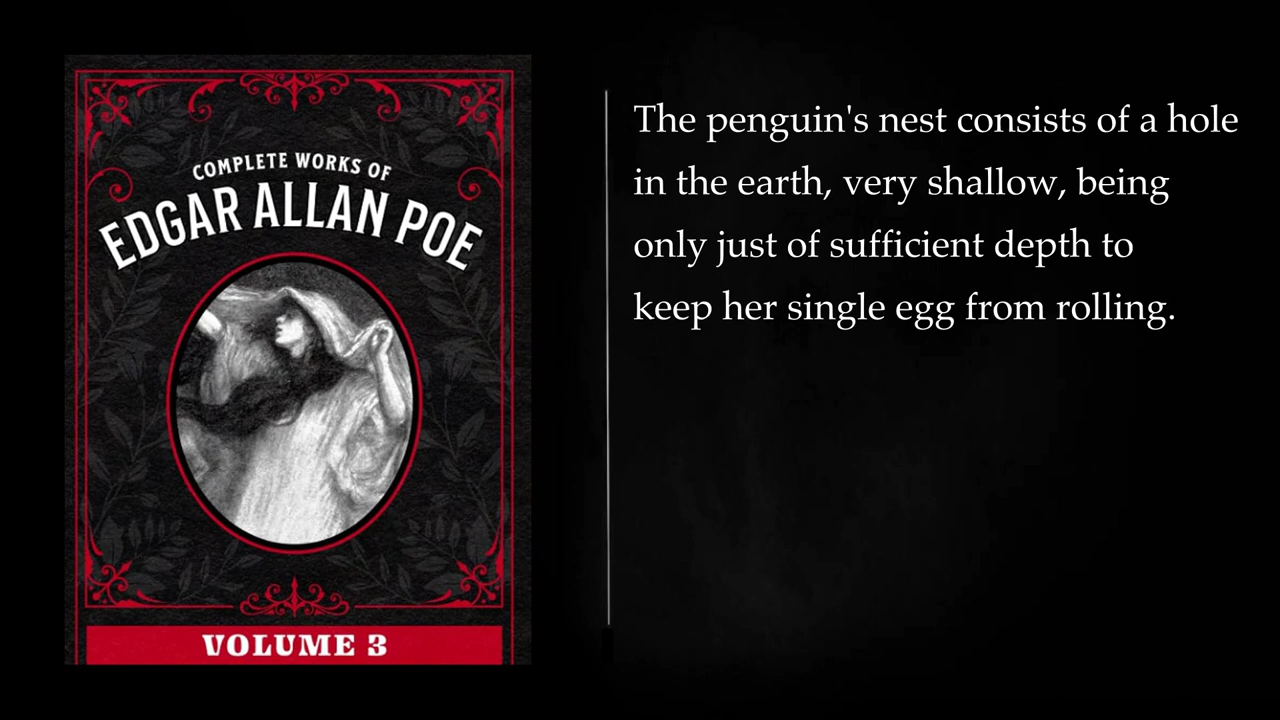 COMPLETE WORKS OF
EDGAR ALLAN POE
VOLUME 3
The penguin's nest consists of a hole
in the earth, very shallow, being
only just of sufficient depth to
keep her single egg from rolling.